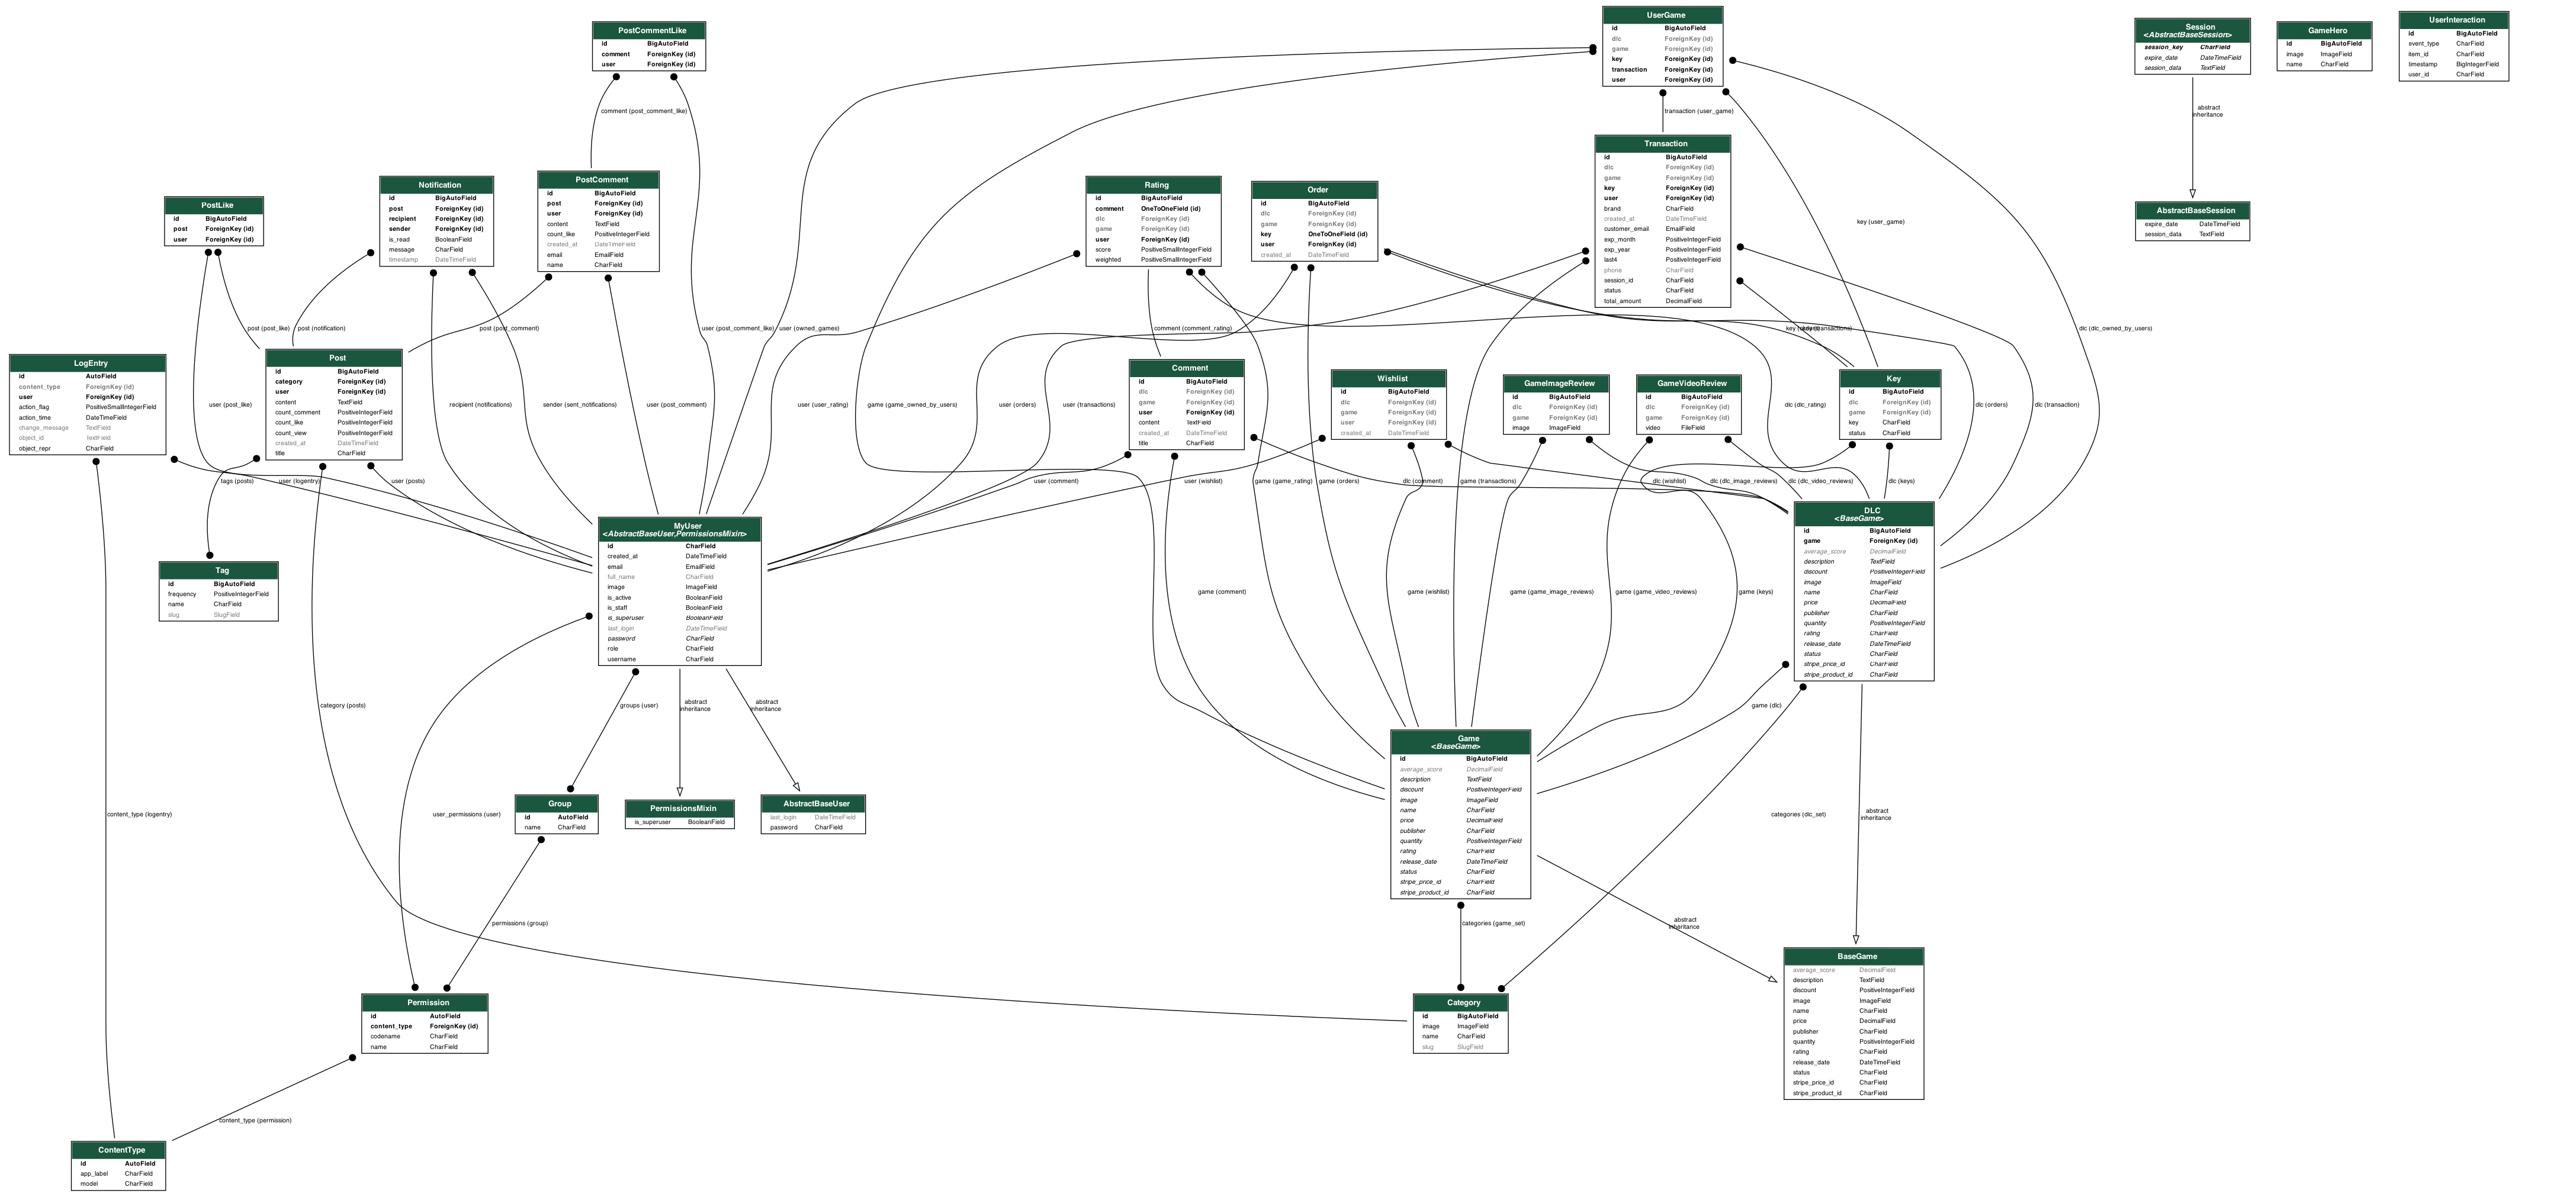 PostCommentLike
id BigAutoField
comment ForeignKey (id)
user ForeignKey (id)
UserGame
id BigAutoField
dlc ForeignKey (id)
game ForeignKey (id)
key ForeignKey (id)
transaction ForeignKey (id)
user ForeignKey (id)
Session
<AbstractBaseSession>
session_key CharField
expire_date DateTimeField
session_data TextField
GameHero
id BigAutoField
image ImageField
name CharField
UserInteraction
id BigAutoField
event_type CharField
item_id CharField
timestamp BigIntegerField
user_id CharField
comment (post_comment_like)
transaction (user_game)
abstract
inheritance
PostLike
id BigAutoField
post ForeignKey (id)
user ForeignKey (id)
Notification
id BigAutoField
post ForeignKey (id)
recipient ForeignKey (id)
sender ForeignKey (id)
is_read BooleanField
message CharField
timestamp DateTimeField
PostComment
id BigAutoField
post ForeignKey (id)
user ForeignKey (id)
content TextField
count_like PositiveIntegerField
created_at DateTimeField
email EmailField
name CharField
Rating
id BigAutoField
comment OneToOneField (id)
dlc ForeignKey (id)
game ForeignKey (id)
user ForeignKey (id)
score PositiveSmallIntegerField
weighted PositiveSmallIntegerField
Order
id BigAutoField
dlc ForeignKey (id)
game ForeignKey (id)
key OneToOneField (id)
user ForeignKey (id)
created_at DateTimeField
Transaction
id BigAutoField
dlc ForeignKey (id)
game ForeignKey (id)
key ForeignKey (id)
user ForeignKey (id)
brand CharField
created_at DateTimeField
customer_email EmailField
exp_month PositiveIntegerField
exp_year PositiveIntegerField
last4 PositiveIntegerField
phone CharField
session_id CharField
status CharField
total_amount DecimalField
key (user_game)
AbstractBaseSession
expire_date DateTimeField
session_data TextField
post (post_like)
post (notification)
post (post_comment)
user (post_comment_like)
user (owned_games)
comment (comment_rating)
dlc (dlc_owned_by_users)
LogEntry
id AutoField
content_type ForeignKey (id)
user ForeignKey (id)
action_flag PositiveSmallIntegerField
action_time DateTimeField
change_message TextField
object_id TextField
object_repr CharField
user (post_like)
Post
id BigAutoField
category ForeignKey (id)
user ForeignKey (id)
content TextField
count_comment PositiveIntegerField
count_like PositiveIntegerField
count_view PositiveIntegerField
created_at DateTimeField
title CharField
recipient (notifications)
sender (sent_notifications)
user (post_comment)
user (user_rating)
game (game_owned_by_users)
user (orders)
user (transactions)
Comment
id BigAutoField
dlc ForeignKey (id)
game ForeignKey (id)
user ForeignKey (id)
content TextField
created_at DateTimeField
title CharField
Wishlist
id BigAutoField
dlc ForeignKey (id)
game ForeignKey (id)
user ForeignKey (id)
created_at DateTimeField
GameImageReview
id BigAutoField
dlc ForeignKey (id)
game ForeignKey (id)
image ImageField
GameVideoReview
id BigAutoField
dlc ForeignKey (id)
game ForeignKey (id)
video FileField
dlc (dlc_rating)
Key
id BigAutoField
dlc ForeignKey (id)
game ForeignKey (id)
key CharField
status CharField
dlc (orders)
dlc (transaction)
tags (posts)
user (logentry)
user (posts)
user (comment)
user (wishlist)
game (game_rating)
game (orders)
dlc (comment)
game (transactions)
dlc (wishlist)
dlc (dlc_image_reviews)
dlc (dlc_video_reviews)
dlc (keys)
Tag
id BigAutoField
frequency PositiveIntegerField
name CharField
slug SlugField
MyUser
<AbstractBaseUser,PermissionsMixin>
id CharField
created_at DateTimeField
email EmailField
full_name CharField
image ImageField
is_active BooleanField
is_staff BooleanField
is_superuser BooleanField
last_login DateTimeField
password CharField
role CharField
username CharField
game (comment)
game (wishlist)
game (game_image_reviews)
game (game_video_reviews)
game (keys)
DLC
<BaseGame>
id BigAutoField
game ForeignKey (id)
average_score DecimalField
description TextField
discount PositiveIntegerField
image ImageField
name CharField
price DecimalField
publisher CharField
quantity PositiveIntegerField
rating CharField
release_date DateTimeField
status CharField
stripe_price_id CharField
stripe_product_id CharField
category (posts)
groups (user)
abstract
inheritance
abstract
inheritance
game (dlc)
Game
<BaseGame>
id BigAutoField
average_score DecimalField
description TextField
discount PositiveIntegerField
image ImageField
name CharField
price DecimalField
publisher CharField
quantity PositiveIntegerField
rating CharField
release_date DateTimeField
status CharField
stripe_price_id CharField
stripe_product_id CharField
content_type (logentry)
user_permissions (user)
Group
id AutoField
name CharField
PermissionsMixin
is_superuser BooleanField
AbstractBaseUser
last_login DateTimeField
password CharField
categories (dlc_set)
abstract
inheritance
permissions (group)
categories (game_set)
abstract
inheritance
Permission
id AutoField
content_type ForeignKey (id)
codename CharField
name CharField
Category
id BigAutoField
image ImageField
name CharField
slug SlugField
BaseGame
average_score DecimalField
description TextField
discount PositiveIntegerField
image ImageField
name CharField
price DecimalField
publisher CharField
quantity PositiveIntegerField
rating CharField
release_date DateTimeField
status CharField
stripe_price_id CharField
stripe_product_id CharField
content_type (permission)
ContentType
id AutoField
app_label CharField
model CharField